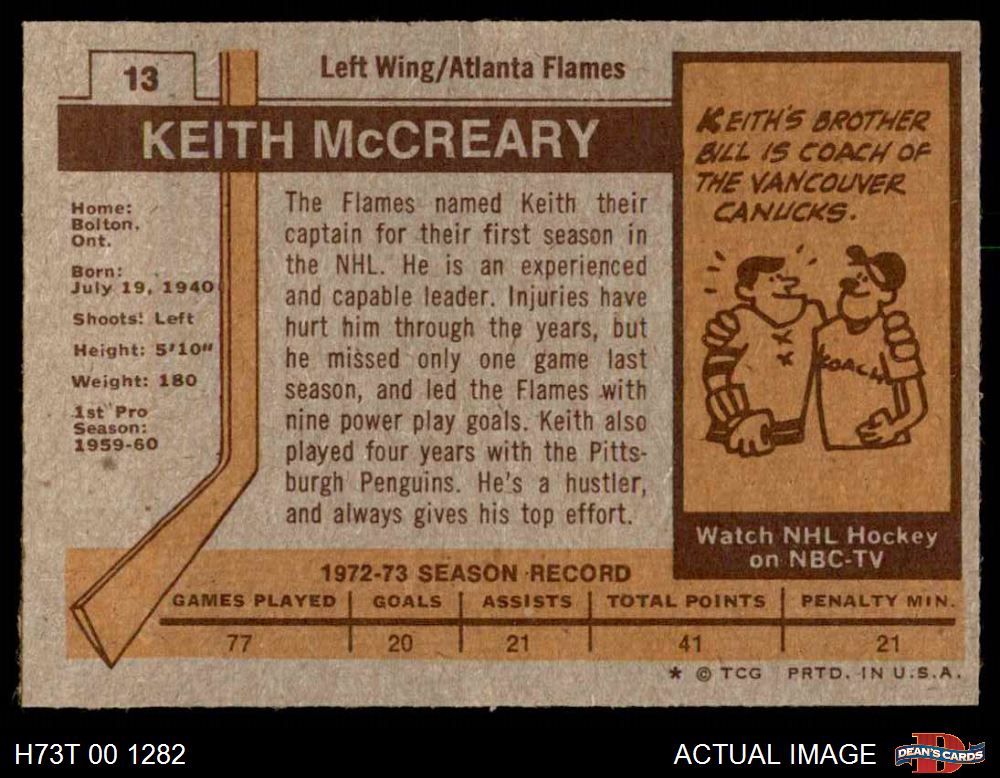 13
Left Wing/Atlanta Flames
KEITH McCREARY
Home:
Bolton,
Ont.
Born:
July 19, 1940
Shoots: Left
Height: 5'10"
Weight: 180
1st Pro
Season:
1959-60
The Flames named Keith their
captain for their first season in
the NHL. He is an experienced
and capable leader. Injuries have
hurt him through the years, but
he missed only one game last
season, and led the Flames with
nine power play goals. Keith also
played four years with the Pitts-
burgh Penguins. He's a hustler,
and always gives his top effort.
KEITH'S BROTHER
BILL IS COACH OF
THE VANCOUVER
CANUCKS.
COACH
Watch NHL Hockey
on NBC-TV
1972-73 SEASON RECORD
GAMES PLAYED GOALS ASSISTS TOTAL POINTS PENALTY MIN.
77 20 21 41 21
* © TCG PRTD. IN U.S.A.
H73T 00 1282
ACTUAL IMAGE
DEAN'S CARDS